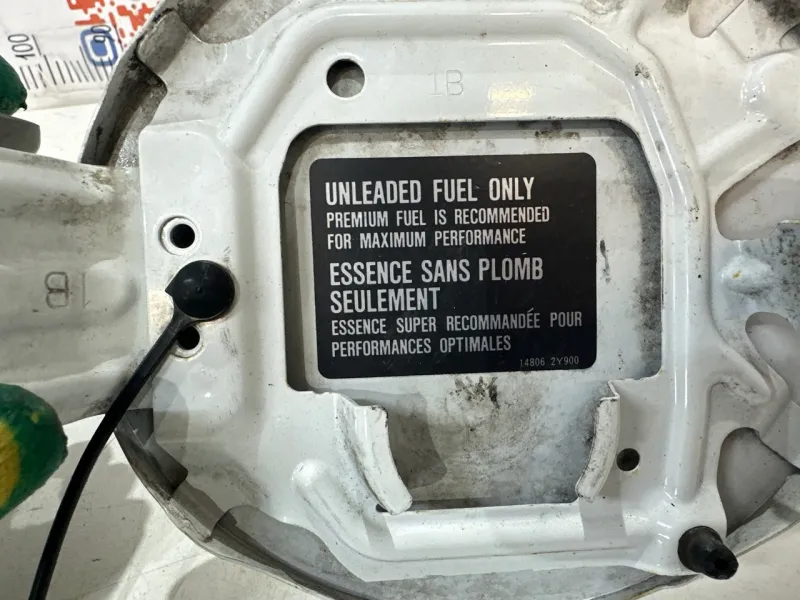 100
90
1B
UNLEADED FUEL ONLY
PREMIUM FUEL IS RECOMMENDED
FOR MAXIMUM PERFORMANCE
ESSENCE SANS PLOMB
SEULEMENT
ESSENCE SUPER RECOMMANDÉE POUR
PERFORMANCES OPTIMALES
14806 2Y900
1B